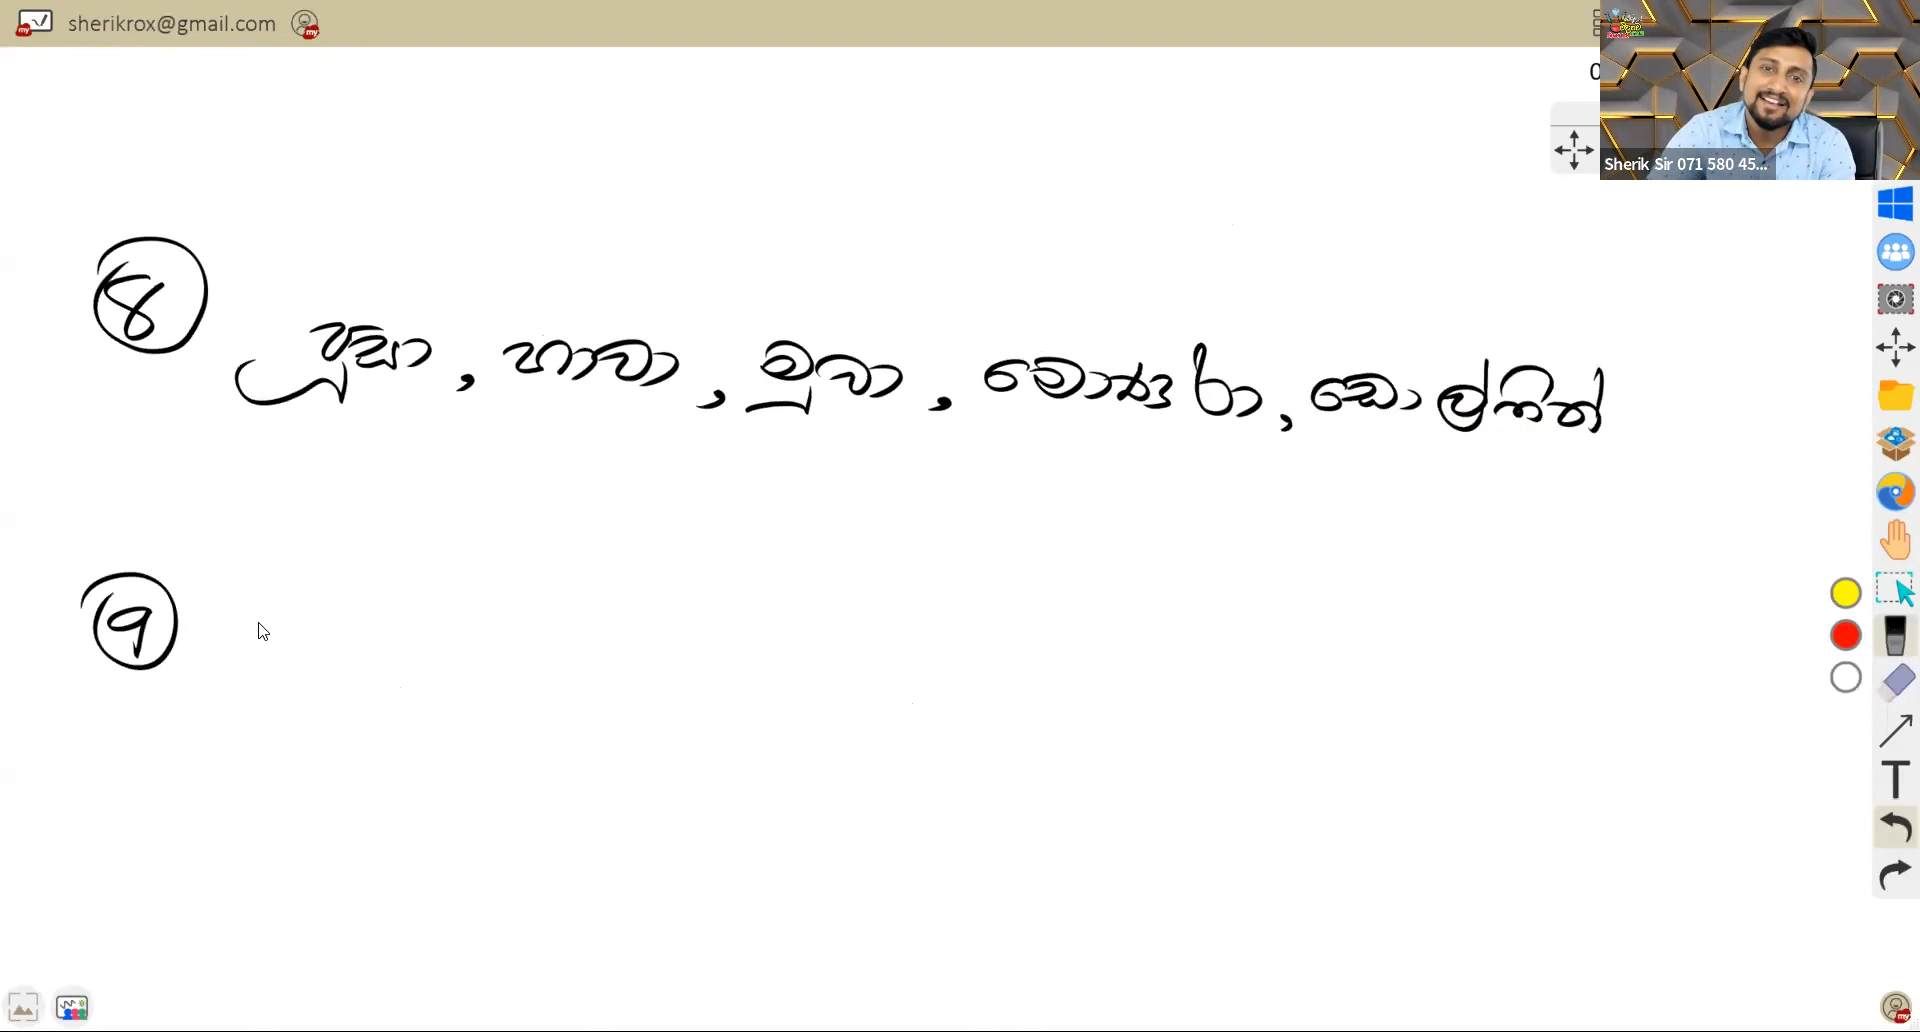 sherikrox@gmail.com
Sherik Sir 071 580 45...
8
පූසා, හාවා, මුවා, මොණරා, ඩොල්ෆින්
9
T